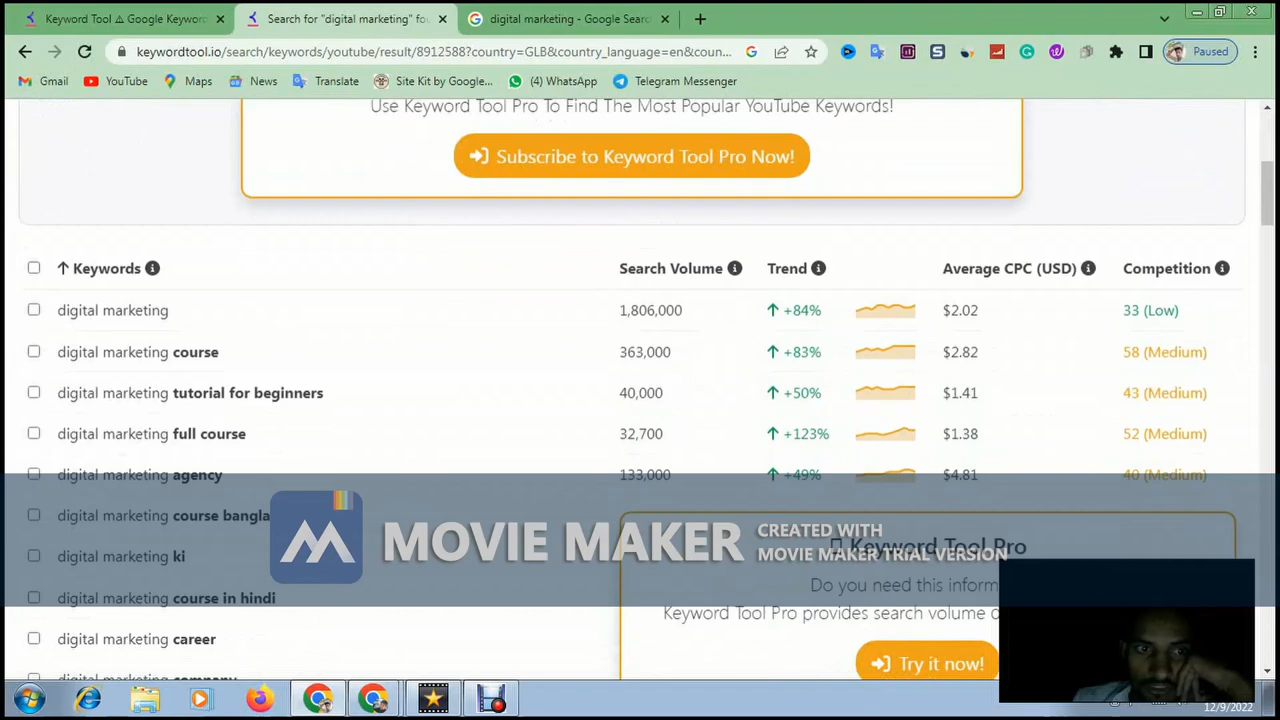 Keyword Tool ⚠ Google Keyword
Search for "digital marketing" fou
digital marketing - Google Searc
keywordtool.io/search/keywords/youtube/result/8912588?country=GLB&country_language=en&coun...
Paused
Gmail
YouTube
Maps
News
Translate
Site Kit by Google...
(4) WhatsApp
Telegram Messenger
Use Keyword Tool Pro To Find The Most Popular YouTube Keywords!
Subscribe to Keyword Tool Pro Now!
↑ Keywords Search Volume Trend Average CPC (USD) Competition
digital marketing 1,806,000 ↑ +84% $2.02 33 (Low)
digital marketing course 363,000 ↑ +83% $2.82 58 (Medium)
digital marketing tutorial for beginners 40,000 ↑ +50% $1.41 43 (Medium)
digital marketing full course 32,700 ↑ +123% $1.38 52 (Medium)
digital marketing agency 133,000 ↑ +49% $4.81 40 (Medium)
digital marketing course bangla
MOVIE MAKER
CREATED WITH
MOVIE MAKER TRIAL VERSION
Keyword Tool Pro
digital marketing ki
Do you need this inform
digital marketing course in hindi
Keyword Tool Pro provides search volume d
digital marketing career
Try it now!
digital marketing company
12/9/2022